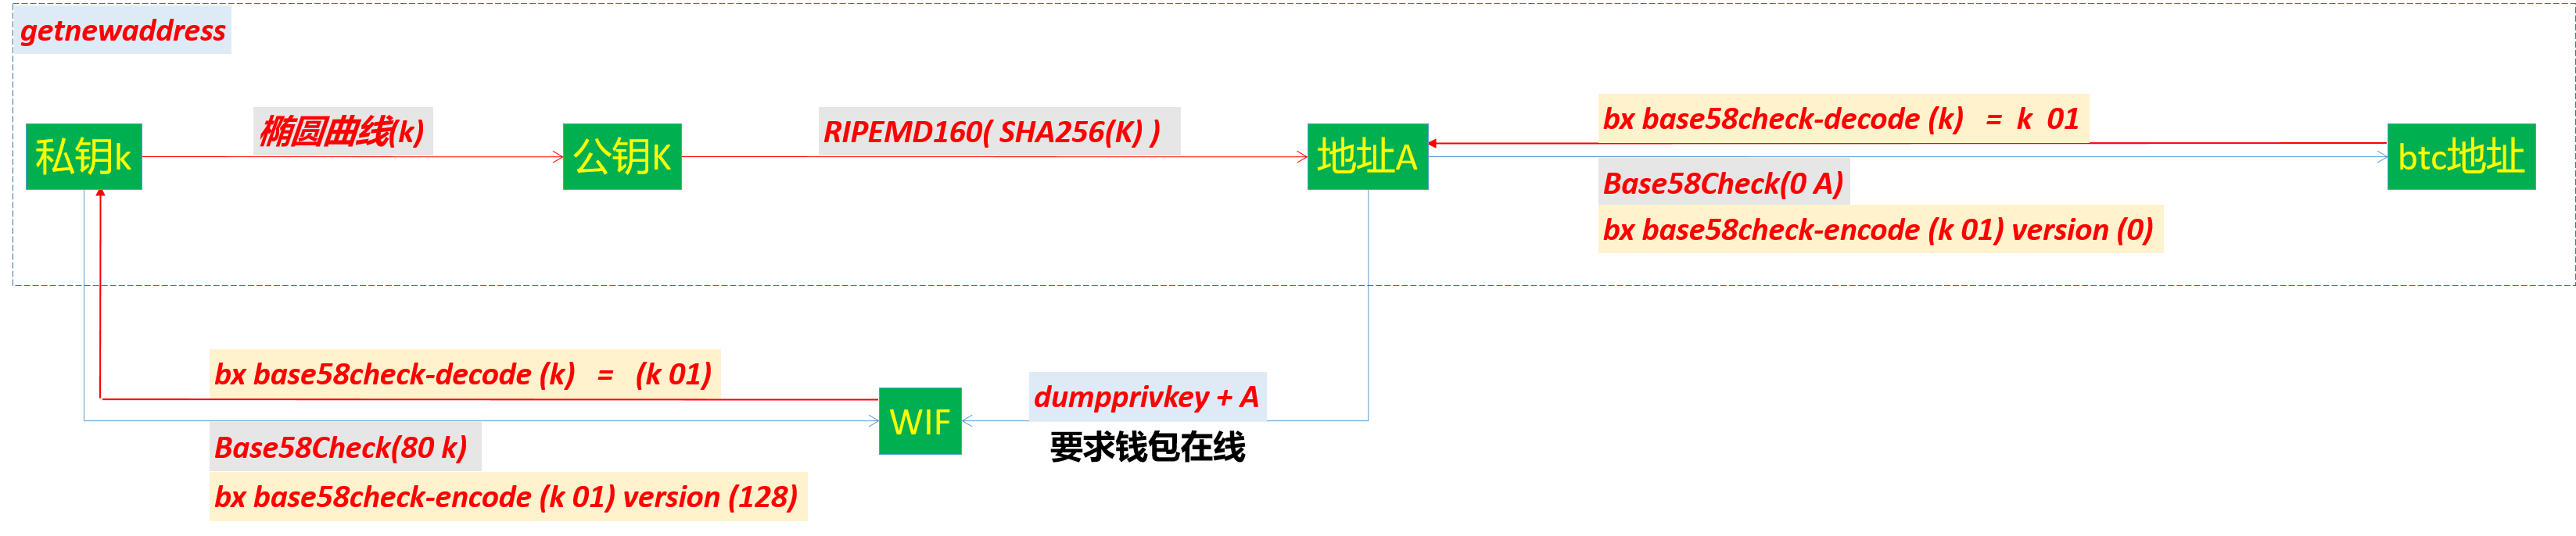 getnewaddress
私钥k
椭圆曲线(k)
公钥K
RIPEMD160( SHA256(K) )
地址A
bx base58check-decode (k) = k 01
Base58Check(0 A)
bx base58check-encode (k 01) version (0)
btc地址
bx base58check-decode (k) = (k 01)
Base58Check(80 k)
bx base58check-encode (k 01) version (128)
WIF
dumpprivkey + A
要求钱包在线